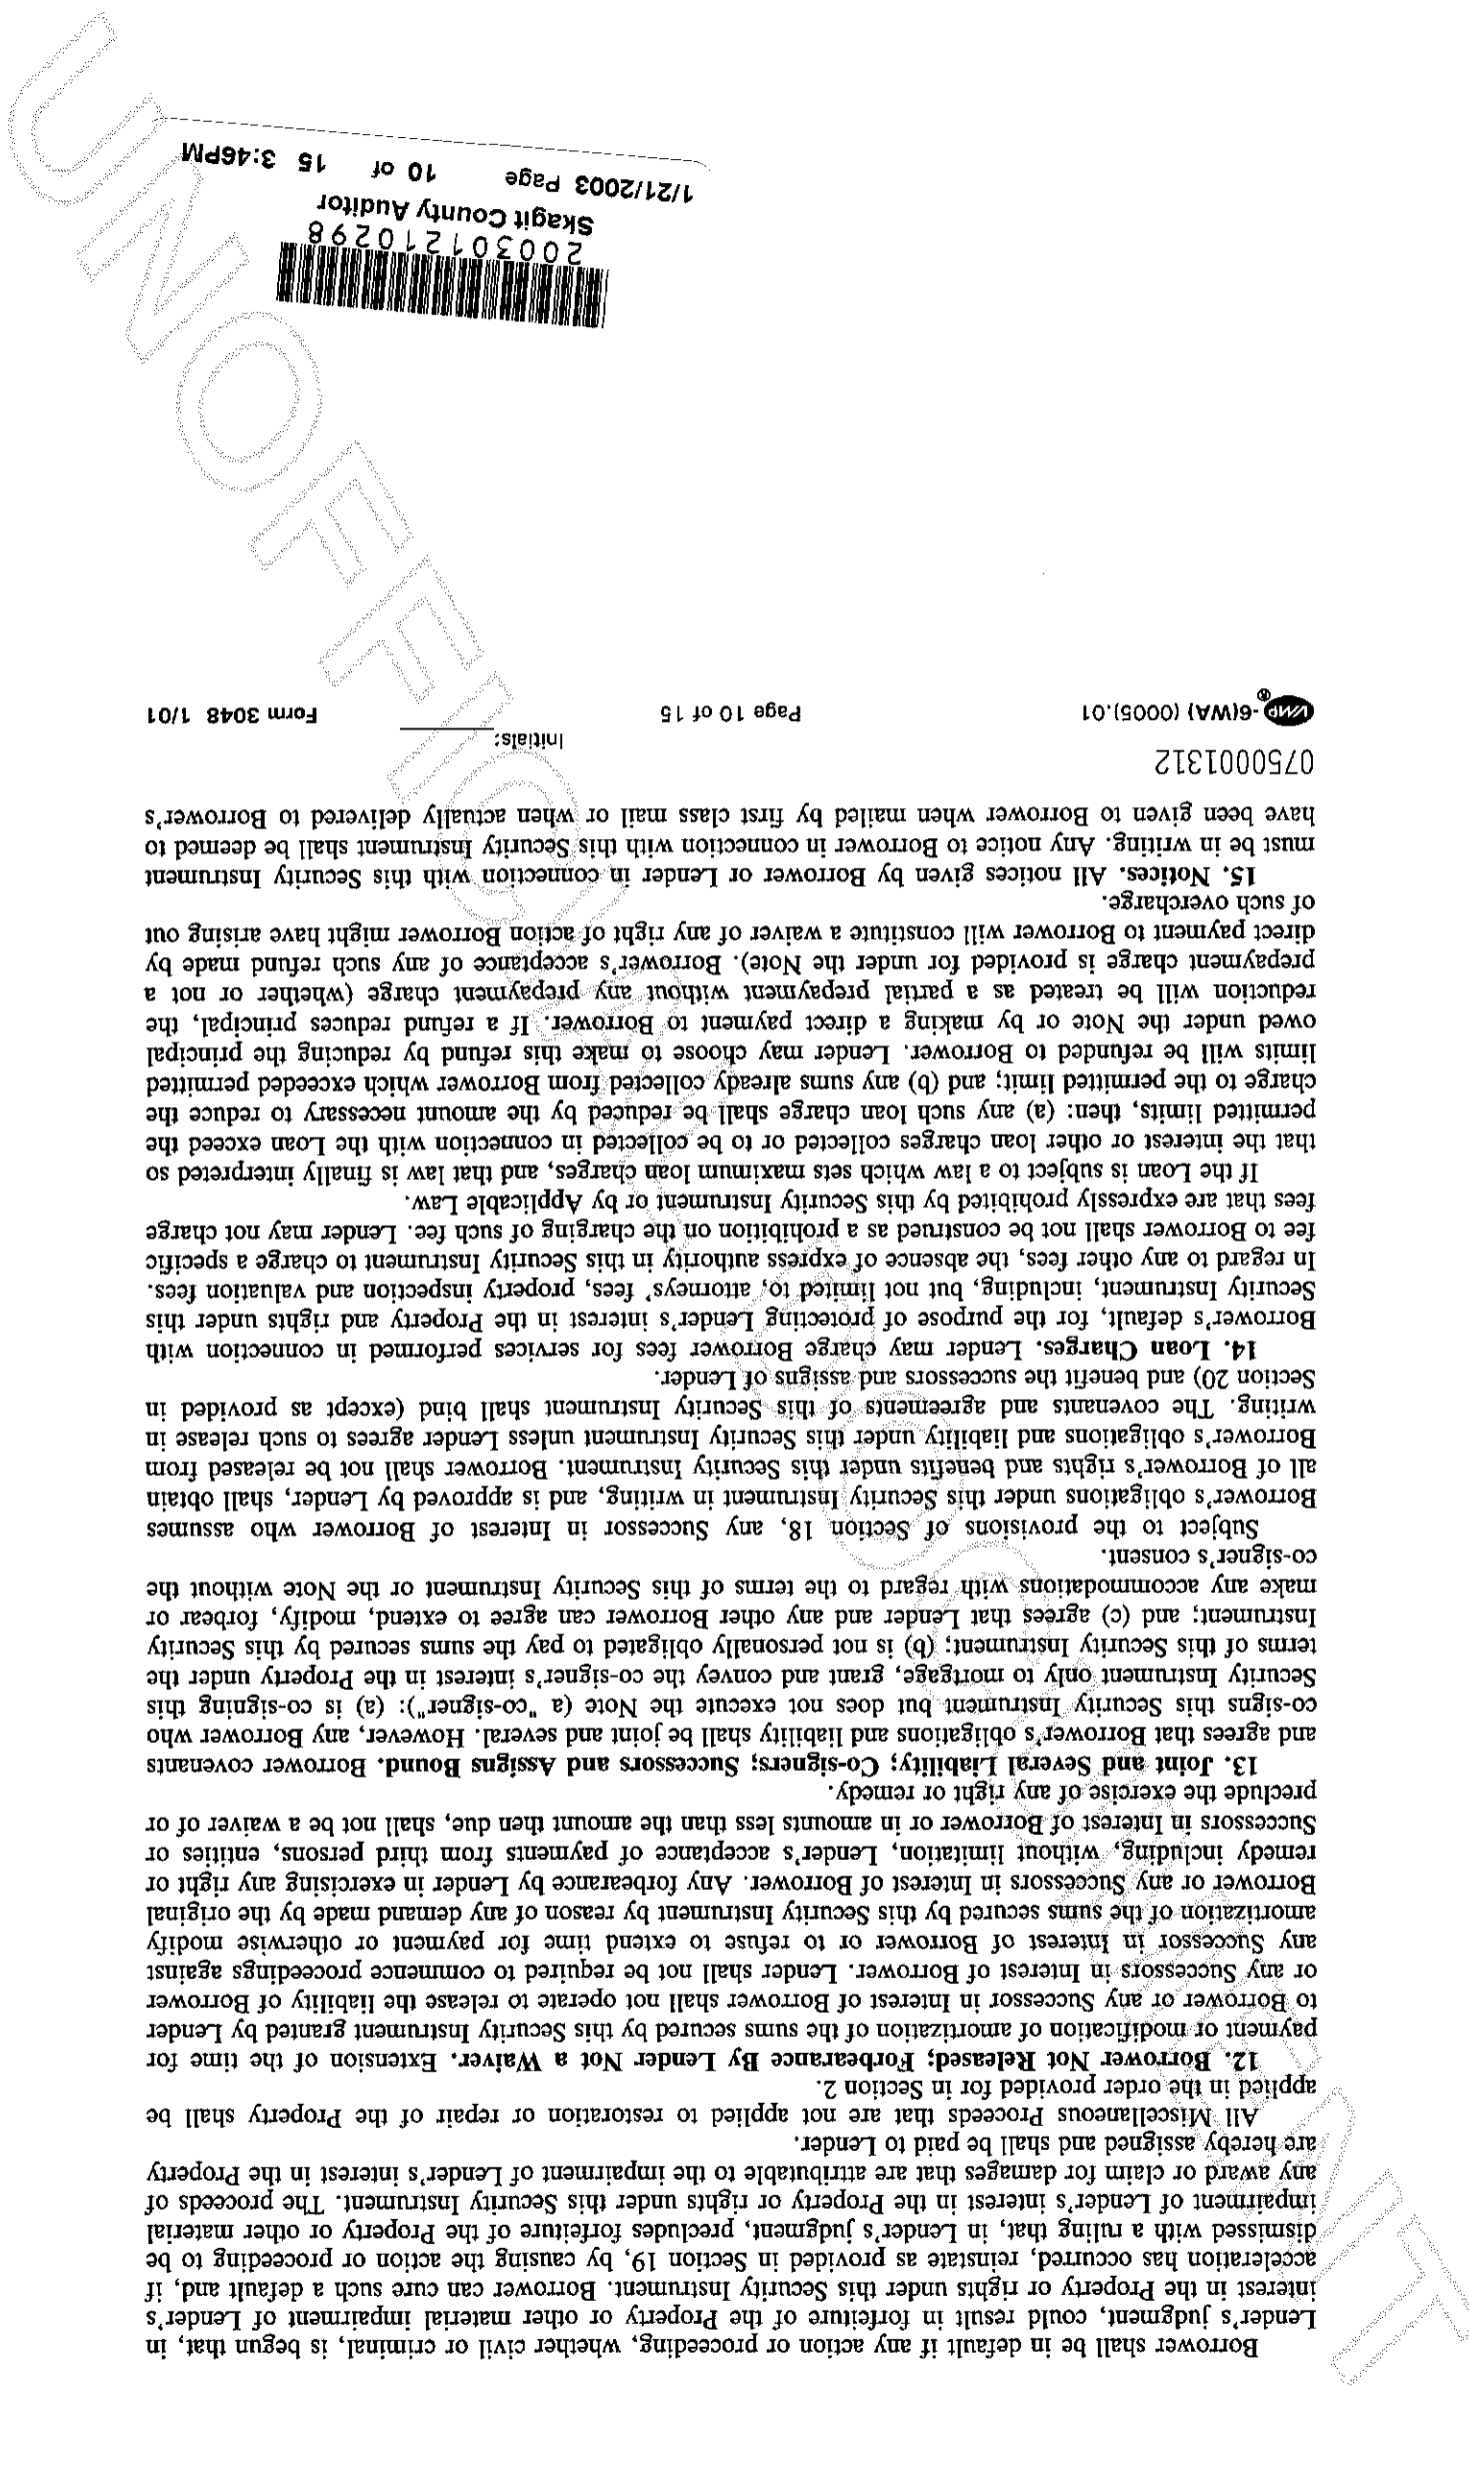 Borrower shall be in default if any action or proceeding, whether civil or criminal, is begun that, in
Lender's judgment, could result in forfeiture of the Property or other material impairment of Lender's
interest in the Property or rights under this Security Instrument. Borrower can cure such a default and, if
acceleration has occurred, reinstate as provided in Section 19, by causing the action or proceeding to be
dismissed with a ruling that, in Lender's judgment, precludes forfeiture of the Property or other material
impairment of Lender's interest in the Property or rights under this Security Instrument. The proceeds of
any award or claim for damages that are attributable to the impairment of Lender's interest in the Property
are hereby assigned and shall be paid to Lender.
All Miscellaneous Proceeds that are not applied to restoration or repair of the Property shall be
applied in the order provided for in Section 2.
12. Borrower Not Released; Forbearance By Lender Not a Waiver. Extension of the time for
payment or modification of amortization of the sums secured by this Security Instrument granted by Lender
to Borrower or any Successor in Interest of Borrower shall not operate to release the liability of Borrower
or any Successors in Interest of Borrower. Lender shall not be required to commence proceedings against
any Successor in Interest of Borrower or to refuse to extend time for payment or otherwise modify
amortization of the sums secured by this Security Instrument by reason of any demand made by the original
Borrower or any Successors in Interest of Borrower. Any forbearance by Lender in exercising any right or
remedy including, without limitation, Lender's acceptance of payments from third persons, entities or
Successors in Interest of Borrower or in amounts less than the amount then due, shall not be a waiver of or
preclude the exercise of any right or remedy.
13. Joint and Several Liability; Co-signers; Successors and Assigns Bound. Borrower covenants
and agrees that Borrower's obligations and liability shall be joint and several. However, any Borrower who
co-signs this Security Instrument but does not execute the Note (a "co-signer"): (a) is co-signing this
Security Instrument only to mortgage, grant and convey the co-signer's interest in the Property under the
terms of this Security Instrument; (b) is not personally obligated to pay the sums secured by this Security
Instrument; and (c) agrees that Lender and any other Borrower can agree to extend, modify, forbear or
make any accommodations with regard to the terms of this Security Instrument or the Note without the
co-signer's consent.
Subject to the provisions of Section 18, any Successor in Interest of Borrower who assumes
Borrower's obligations under this Security Instrument in writing, and is approved by Lender, shall obtain
all of Borrower's rights and benefits under this Security Instrument. Borrower shall not be released from
Borrower's obligations and liability under this Security Instrument unless Lender agrees to such release in
writing. The covenants and agreements of this Security Instrument shall bind (except as provided in
Section 20) and benefit the successors and assigns of Lender.
14. Loan Charges. Lender may charge Borrower fees for services performed in connection with
Borrower's default, for the purpose of protecting Lender's interest in the Property and rights under this
Security Instrument, including, but not limited to, attorneys' fees, property inspection and valuation fees.
In regard to any other fees, the absence of express authority in this Security Instrument to charge a specific
fee to Borrower shall not be construed as a prohibition on the charging of such fee. Lender may not charge
fees that are expressly prohibited by this Security Instrument or by Applicable Law.
If the Loan is subject to a law which sets maximum loan charges, and that law is finally interpreted so
that the interest or other loan charges collected or to be collected in connection with the Loan exceed the
permitted limits, then: (a) any such loan charge shall be reduced by the amount necessary to reduce the
charge to the permitted limit; and (b) any sums already collected from Borrower which exceeded permitted
limits will be refunded to Borrower. Lender may choose to make this refund by reducing the principal
owed under the Note or by making a direct payment to Borrower. If a refund reduces principal, the
reduction will be treated as a partial prepayment without any prepayment charge (whether or not a
prepayment charge is provided for under the Note). Borrower's acceptance of any such refund made by
direct payment to Borrower will constitute a waiver of any right of action Borrower might have arising out
of such overcharge.
15. Notices. All notices given by Borrower or Lender in connection with this Security Instrument
must be in writing. Any notice to Borrower in connection with this Security Instrument shall be deemed to
have been given to Borrower when mailed by first class mail or when actually delivered to Borrower's
0750001312
Initials:
VMP®-6(WA) (0005).01 Page 10 of 15 Form 3048 1/01
200301210298
Skagit County Auditor
1/21/2003 Page 10 of 15 3:46PM
UNOFFICIAL DOCUMENT